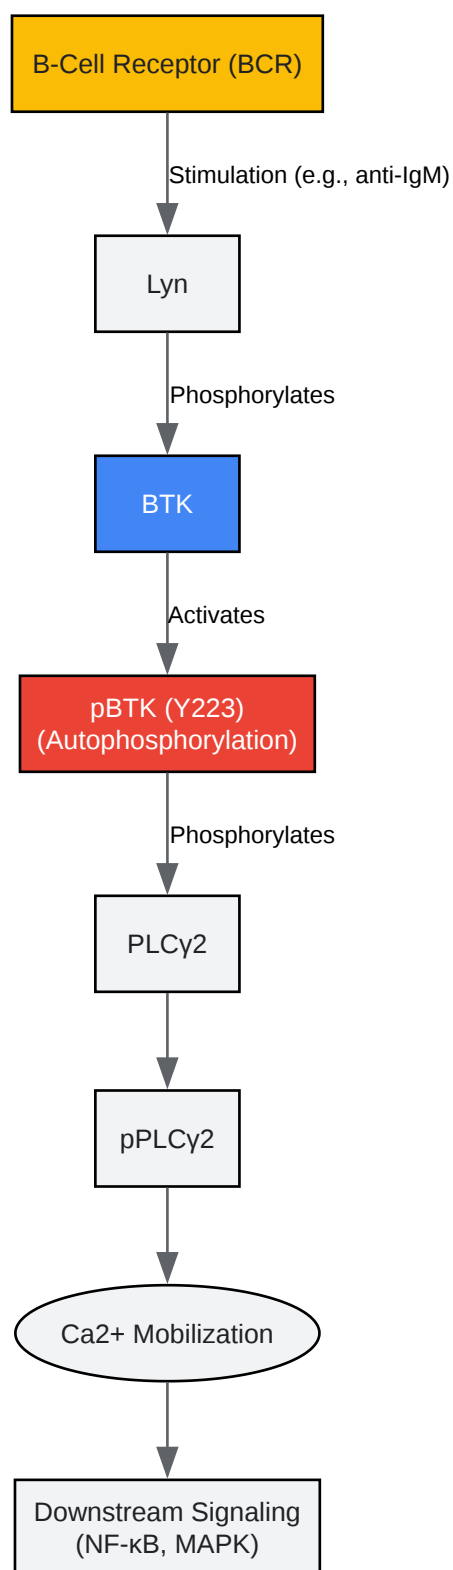 B-Cell Receptor (BCR)
Stimulation (e.g., anti-IgM)
Lyn
Phosphorylates
BTK
Activates
pBTK (Y223)
(Autophosphorylation)
Phosphorylates
PLCγ2
pPLCγ2
Ca2+ Mobilization
Downstream Signaling
(NF-κB, MAPK)